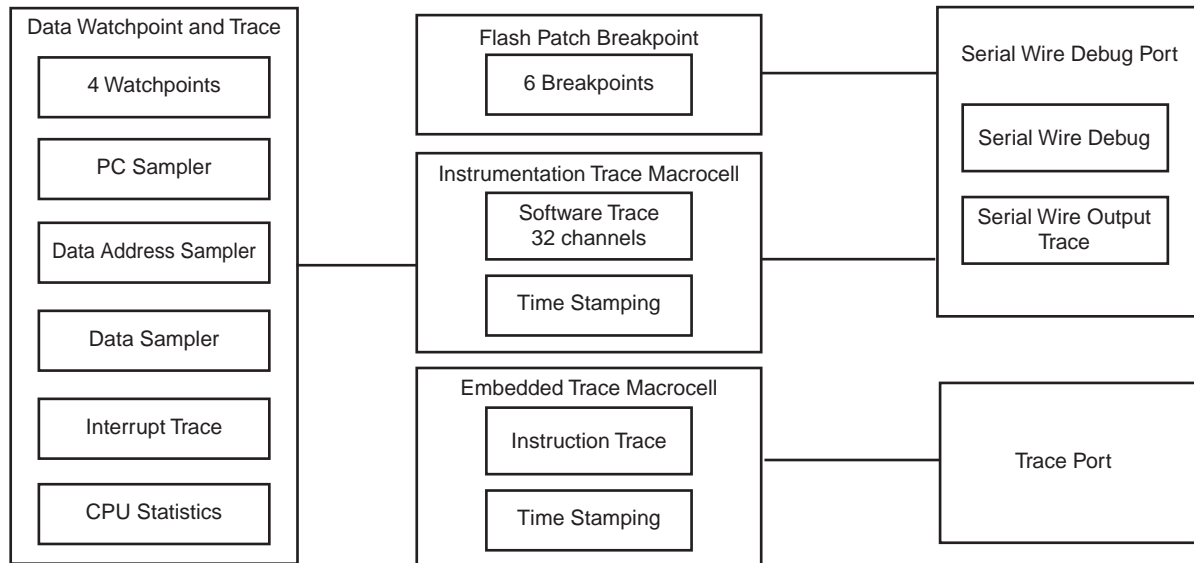 Data Watchpoint and Trace
4 Watchpoints
PC Sampler
Data Address Sampler
Data Sampler
Interrupt Trace
CPU Statistics
Flash Patch Breakpoint
6 Breakpoints
Instrumentation Trace Macrocell
Software Trace
32 channels
Time Stamping
Embedded Trace Macrocell
Instruction Trace
Time Stamping
Serial Wire Debug Port
Serial Wire Debug
Serial Wire Output
Trace
Trace Port